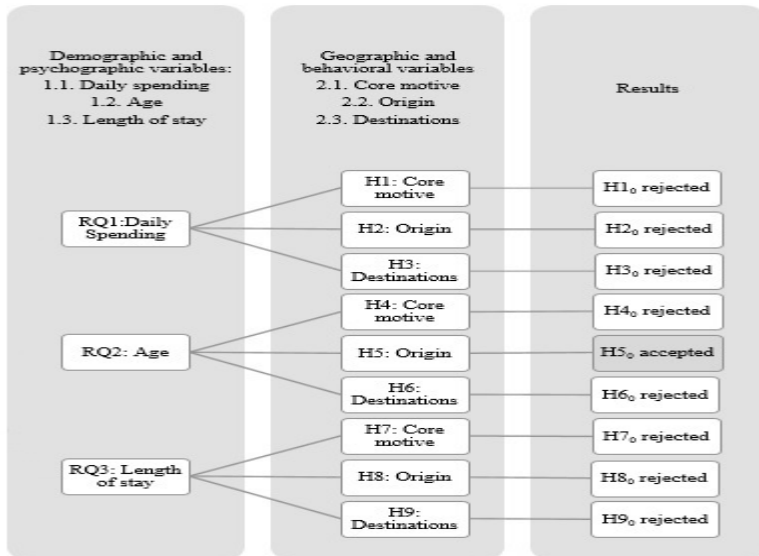 Demographic and
psychographic variables:
1.1. Daily spending
1.2. Age
1.3. Length of stay
Geographic and
behavioral variables
2.1. Core motive
2.2. Origin
2.3. Destinations
Results
RQ1:Daily
Spending
H1: Core
motive
H1₀ rejected
H2: Origin
H2₀ rejected
H3:
Destinations
H3₀ rejected
RQ2: Age
H4: Core
motive
H4₀ rejected
H5: Origin
H5₀ accepted
H6:
Destinations
H6₀ rejected
RQ3: Length
of stay
H7: Core
motive
H7₀ rejected
H8: Origin
H8₀ rejected
H9:
Destinations
H9₀ rejected